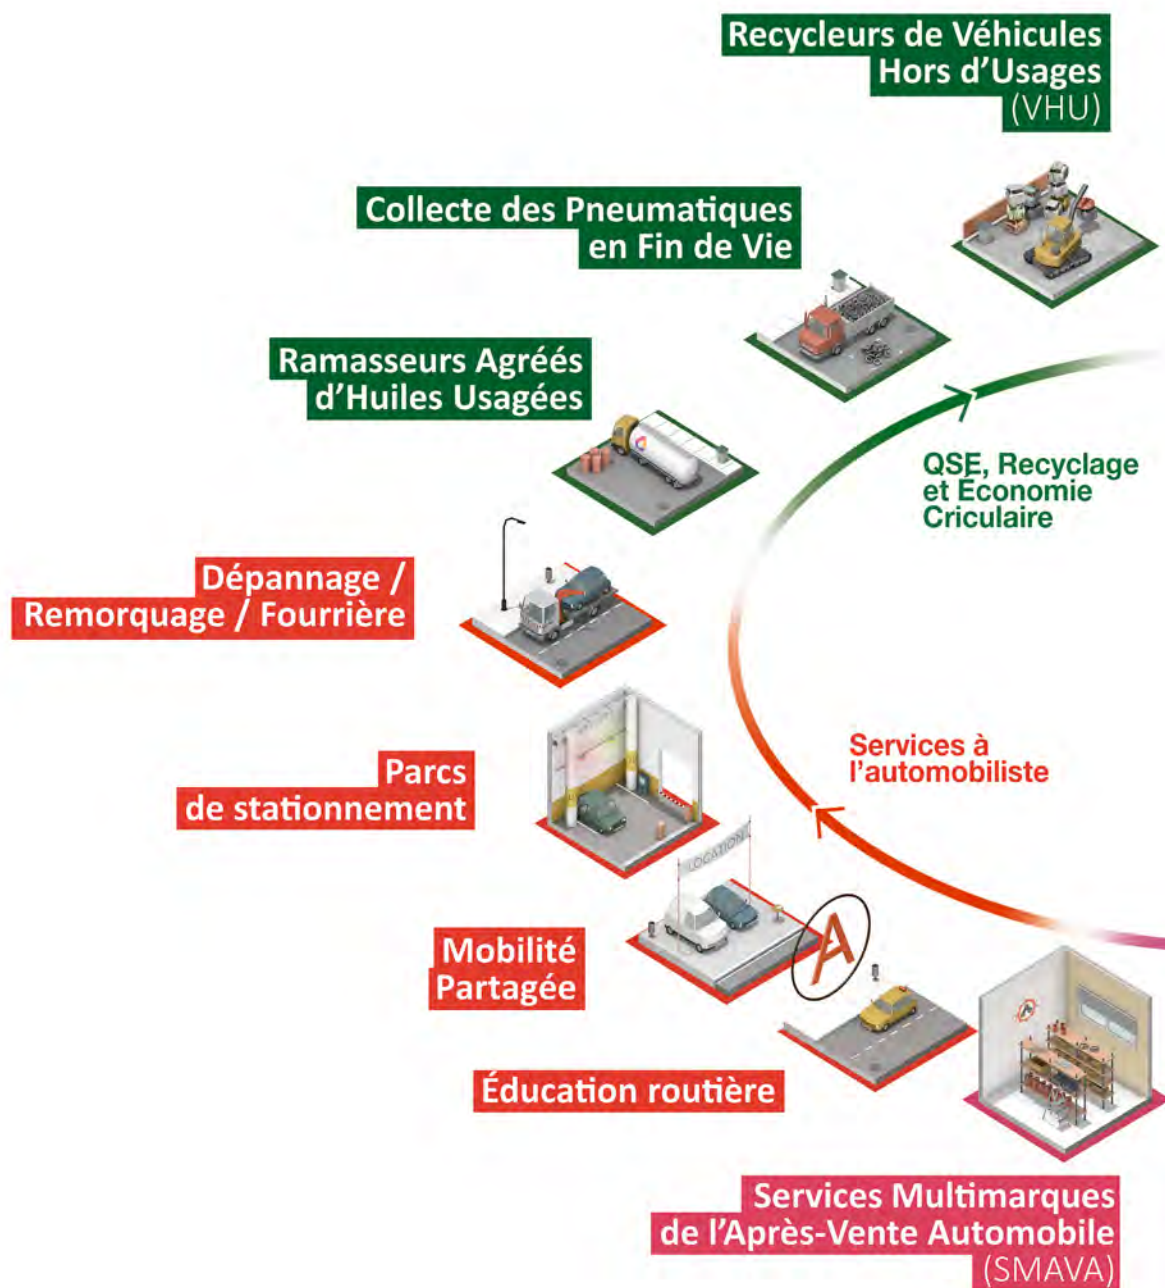 Recycleurs de Véhicules
Hors d'Usages
(VHU)
Collecte des Pneumatiques
en Fin de Vie
Ramasseurs Agréés
d'Huiles Usagées
QSE, Recyclage
et Économie
Criculaire
Dépannage /
Remorquage / Fourrière
Services à
l'automobiliste
Parcs
de stationnement
LOCATION
Mobilité
Partagée
A
Éducation routière
Services Multimarques
de l'Après-Vente Automobile
(SMAVA)